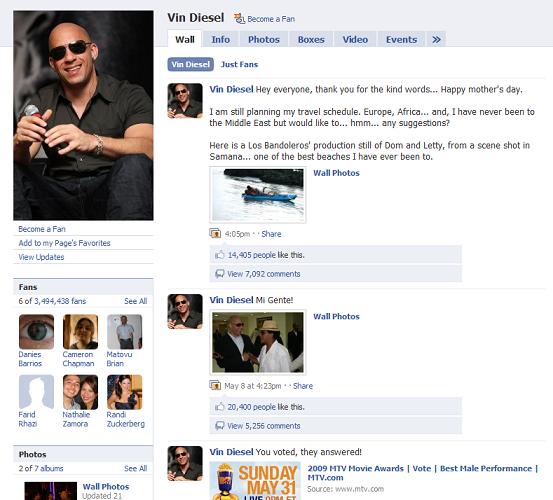 Vin Diesel Become a Fan
Wall Info Photos Boxes Video Events »
Vin Diesel Just Fans
Vin Diesel Hey everyone, thank you for the kind words... Happy mother's day.
I am still planning my travel schedule. Europe, Africa... and, I have never been to
the Middle East but would like to... hmm... any suggestions?
Here is a Los Bandoleros' production still of Dom and Letty, from a scene shot in
Samana... one of the best beaches I have ever been to.
Wall Photos
4:05pm · · Share
14,405 people like this.
View 7,092 comments
Vin Diesel Mi Gente!
Wall Photos
May 8 at 4:23pm · · Share
20,400 people like this.
View 5,256 comments
Vin Diesel You voted, they answered!
SUNDAY
MAY 31
LIVE 9PM ET
2009 MTV Movie Awards | Vote | Best Male Performance |
MTV.com
Source: www.mtv.com
Become a Fan
Add to my Page's Favorites
View Updates
Fans
6 of 3,494,438 fans See All
Danies
Barrios
Cameron
Chapman
Matovu
Brian
Farid
Rhazi
Nathalie
Zamora
Randi
Zuckerberg
Photos
2 of 7 albums See All
Wall Photos
Updated 21